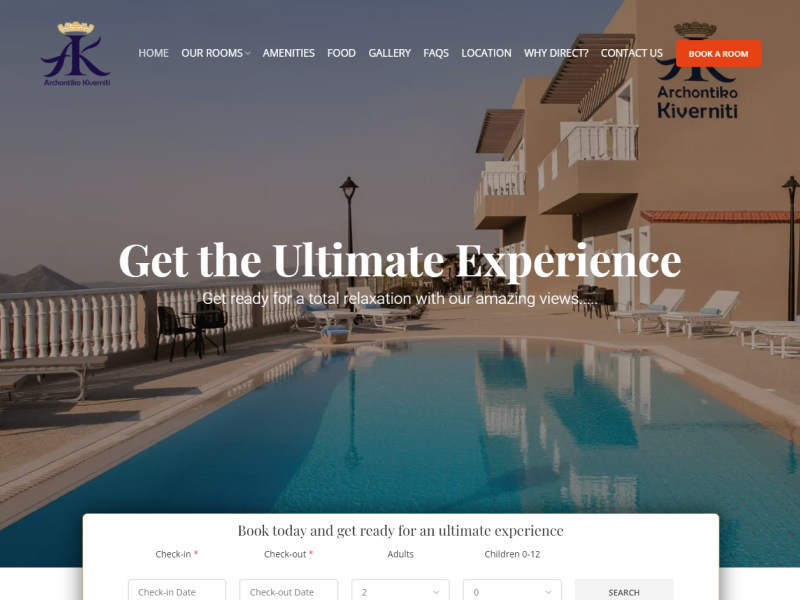 AK
Archontiko Kiverniti
HOME OUR ROOMS AMENITIES FOOD GALLERY FAQS LOCATION WHY DIRECT? CONTACT US BOOK A ROOM
AK
Archontiko
Kiverniti
Get the Ultimate Experience
Get ready for a total relaxation with our amazing views.....
Book today and get ready for an ultimate experience
Check-in * Check-out * Adults Children 0-12
Check-in Date Check-out Date 2 0 SEARCH